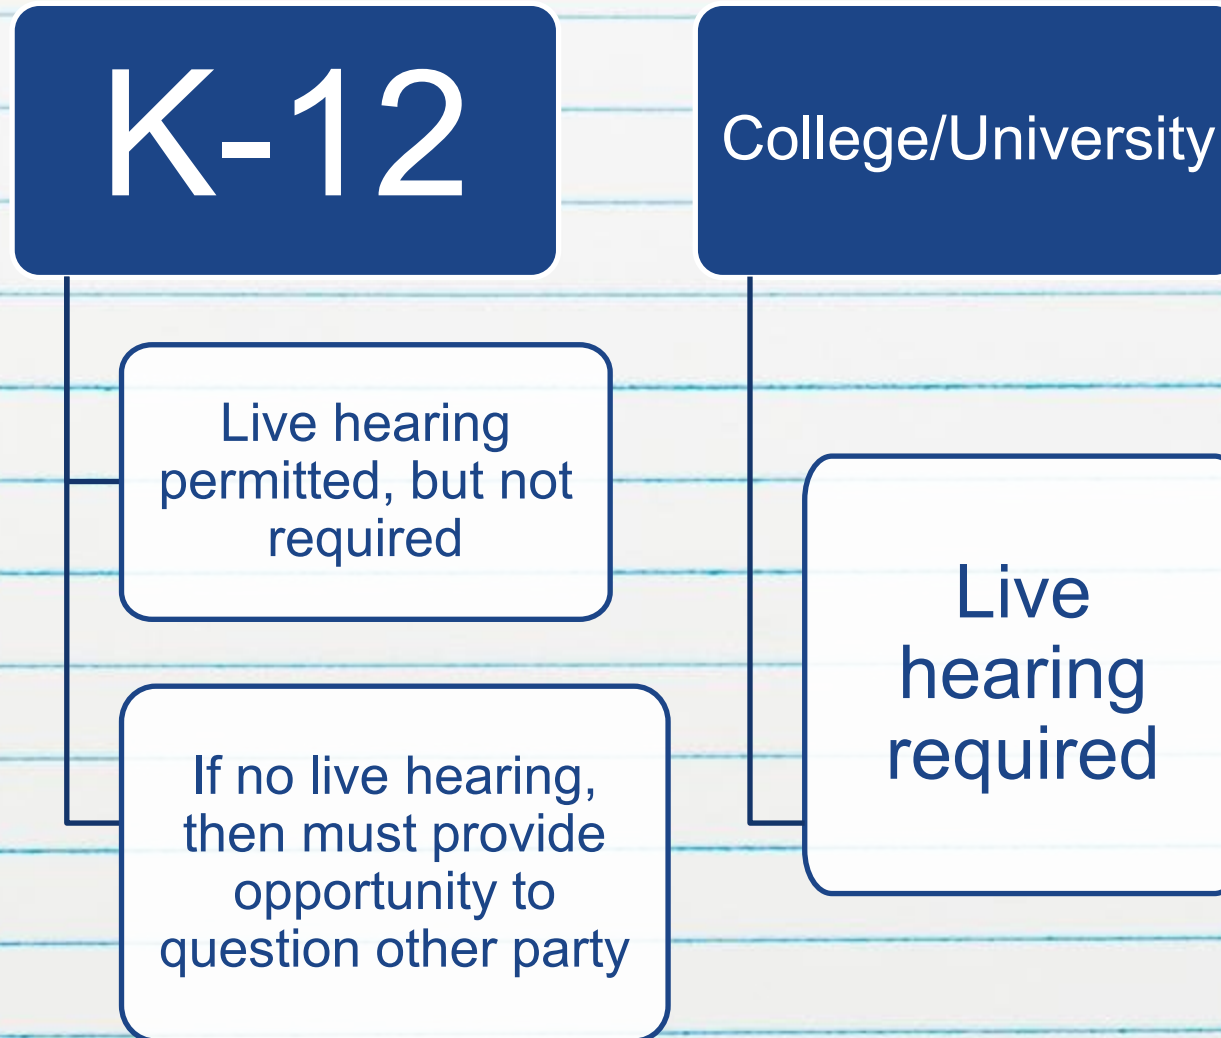 K-12
Live hearing
permitted, but not
required
If no live hearing,
then must provide
opportunity to
question other party
College/University
Live
hearing
required